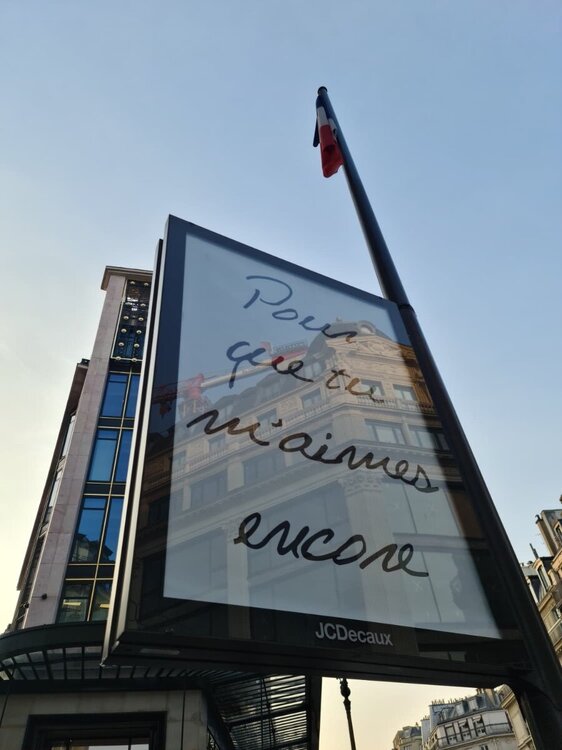 Pour
que tu
m'aimes
encore
JCDecaux